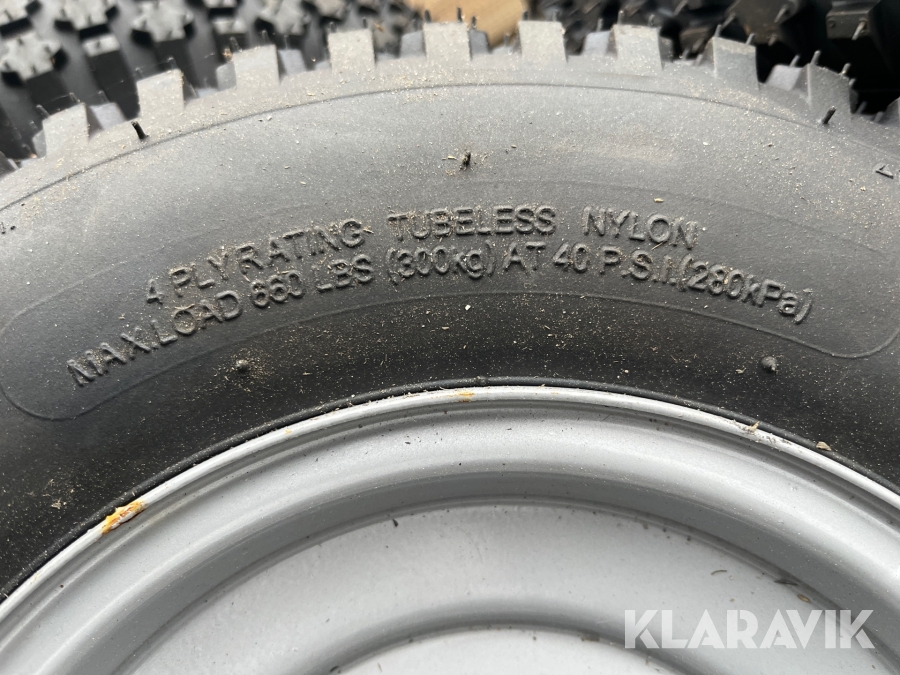 4 PLY RATING TUBELESS NYLON
MAX.LOAD 660 LBS (300kg) AT 40 P.S.I.(280kPa)
KLARAVIK